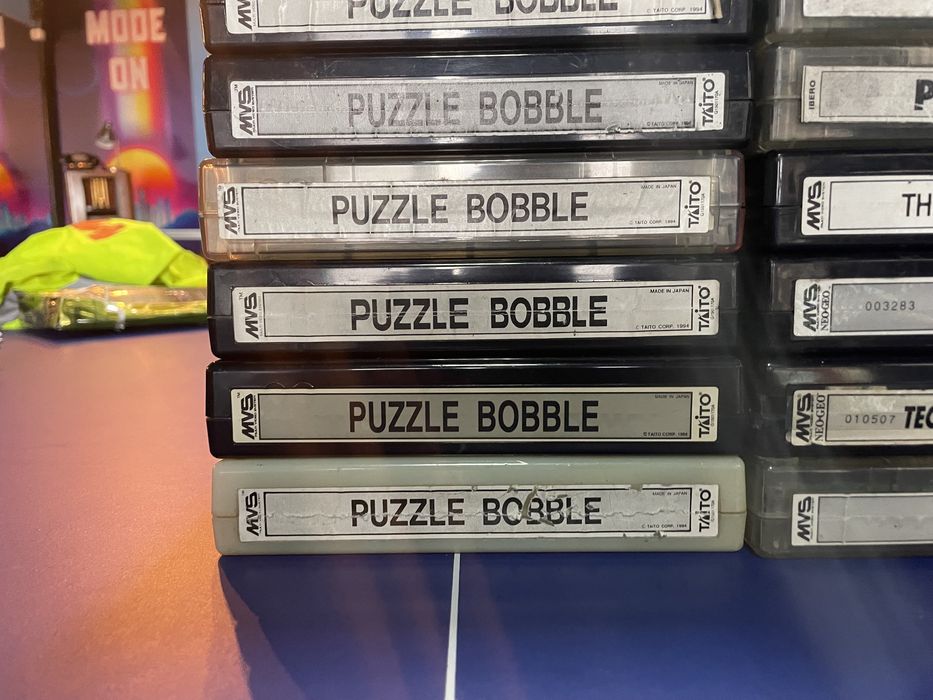 MODE
ON
MVS
PUZZLE BOBBLE
© TAITO CORP. 1994
MVS
PUZZLE BOBBLE
MADE IN JAPAN
© TAITO CORP. 1994
TAITO
MVS
PUZZLE BOBBLE
MADE IN JAPAN
© TAITO CORP. 1994
TAITO
MVS
PUZZLE BOBBLE
MADE IN JAPAN
© TAITO CORP. 1994
TAITO
MVS
PUZZLE BOBBLE
MADE IN JAPAN
© TAITO CORP. 1994
TAITO
MVS
PUZZLE BOBBLE
MADE IN JAPAN
© TAITO CORP. 1994
TAITO
IBERO
P
MVS
TH
MVS
NEO·GEO
003283
MVS
NEO·GEO
010507
TEC
MVS